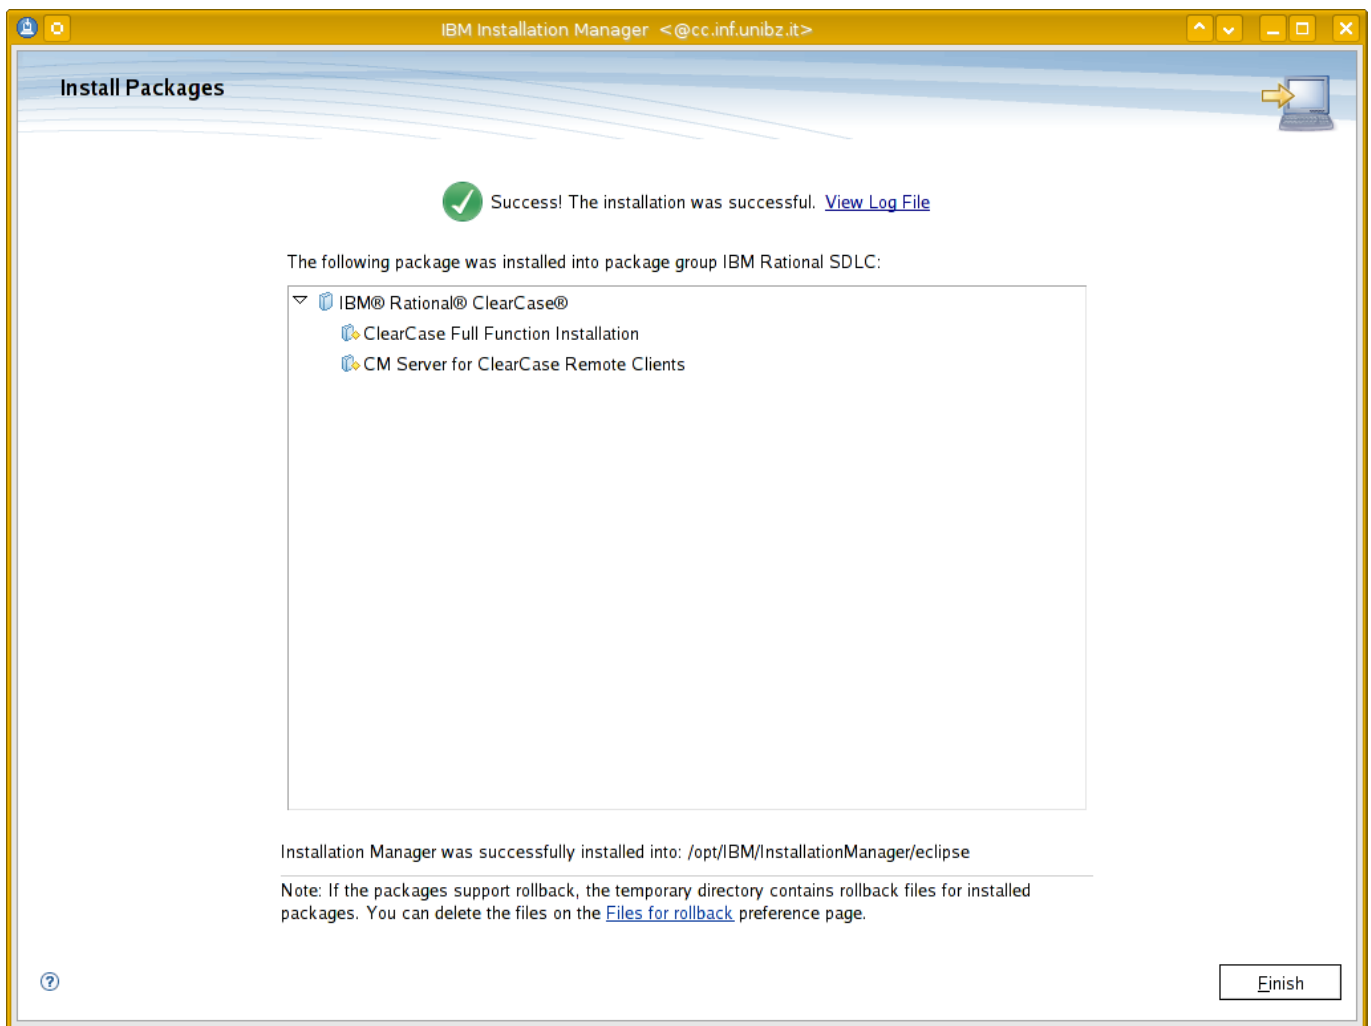 IBM Installation Manager <@cc.inf.unibz.it>
Install Packages
Success! The installation was successful. View Log File
The following package was installed into package group IBM Rational SDLC:
IBM® Rational® ClearCase®
ClearCase Full Function Installation
CM Server for ClearCase Remote Clients
Installation Manager was successfully installed into: /opt/IBM/InstallationManager/eclipse
Note: If the packages support rollback, the temporary directory contains rollback files for installed
packages. You can delete the files on the Files for rollback preference page.
?
Finish